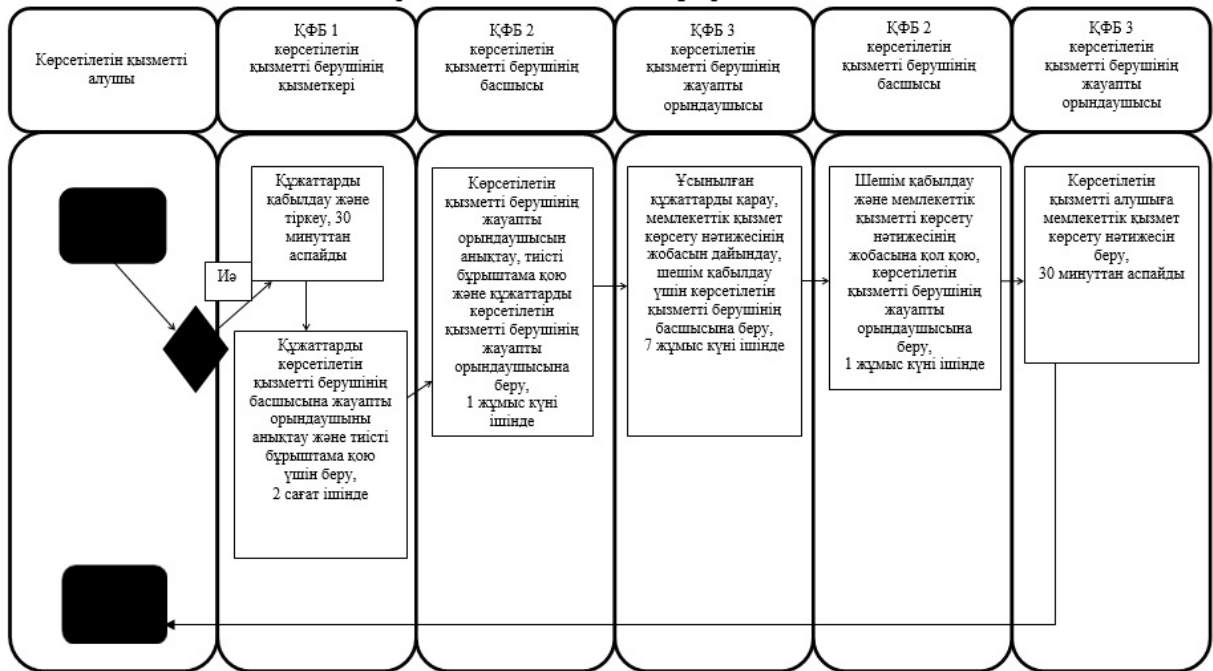 Көрсетілетін қызметті
алушы
ҚФБ 1
көрсетілетін
қызметті берушінің
қызметкері
ҚФБ 2
көрсетілетін
қызметті берушінің
басшысы
ҚФБ 3
көрсетілетін
қызметті берушінің
жауапты
орындаушысы
ҚФБ 2
көрсетілетін
қызметті берушінің
басшысы
ҚФБ 3
көрсетілетін
қызметті берушінің
жауапты
орындаушысы
Иә
Құжаттарды
қабылдау және
тіркеу, 30
минуттан
аспайды
Құжаттарды
көрсетілетін
қызметті берушінің
басшысына жауапты
орындаушыны
анықтау және тиісті
бұрыштама қою
үшін беру,
2 сағат ішінде
Көрсетілетін
қызметті берушінің
жауапты
орындаушысын
анықтау, тиісті
бұрыштама қою
және құжаттарды
көрсетілетін
қызметті берушінің
жауапты
орындаушысына
беру,
1 жұмыс күні
ішінде
Ұсынылған
құжаттарды қарау,
мемлекеттік қызмет
көрсету нәтижесінің
жобасын дайындау,
шешім қабылдау
үшін көрсетілетін
қызметті берушінің
басшысына беру,
7 жұмыс күні ішінде
Шешім қабылдау
және мемлекеттік
қызметті көрсету
нәтижесінің
жобасына қол қою,
көрсетілетін
қызметті берушінің
жауапты
орындаушысына
беру,
1 жұмыс күні ішінде
Көрсетілетін
қызметті алушыға
мемлекеттік қызмет
көрсету нәтижесін
беру,
30 минуттан аспайды